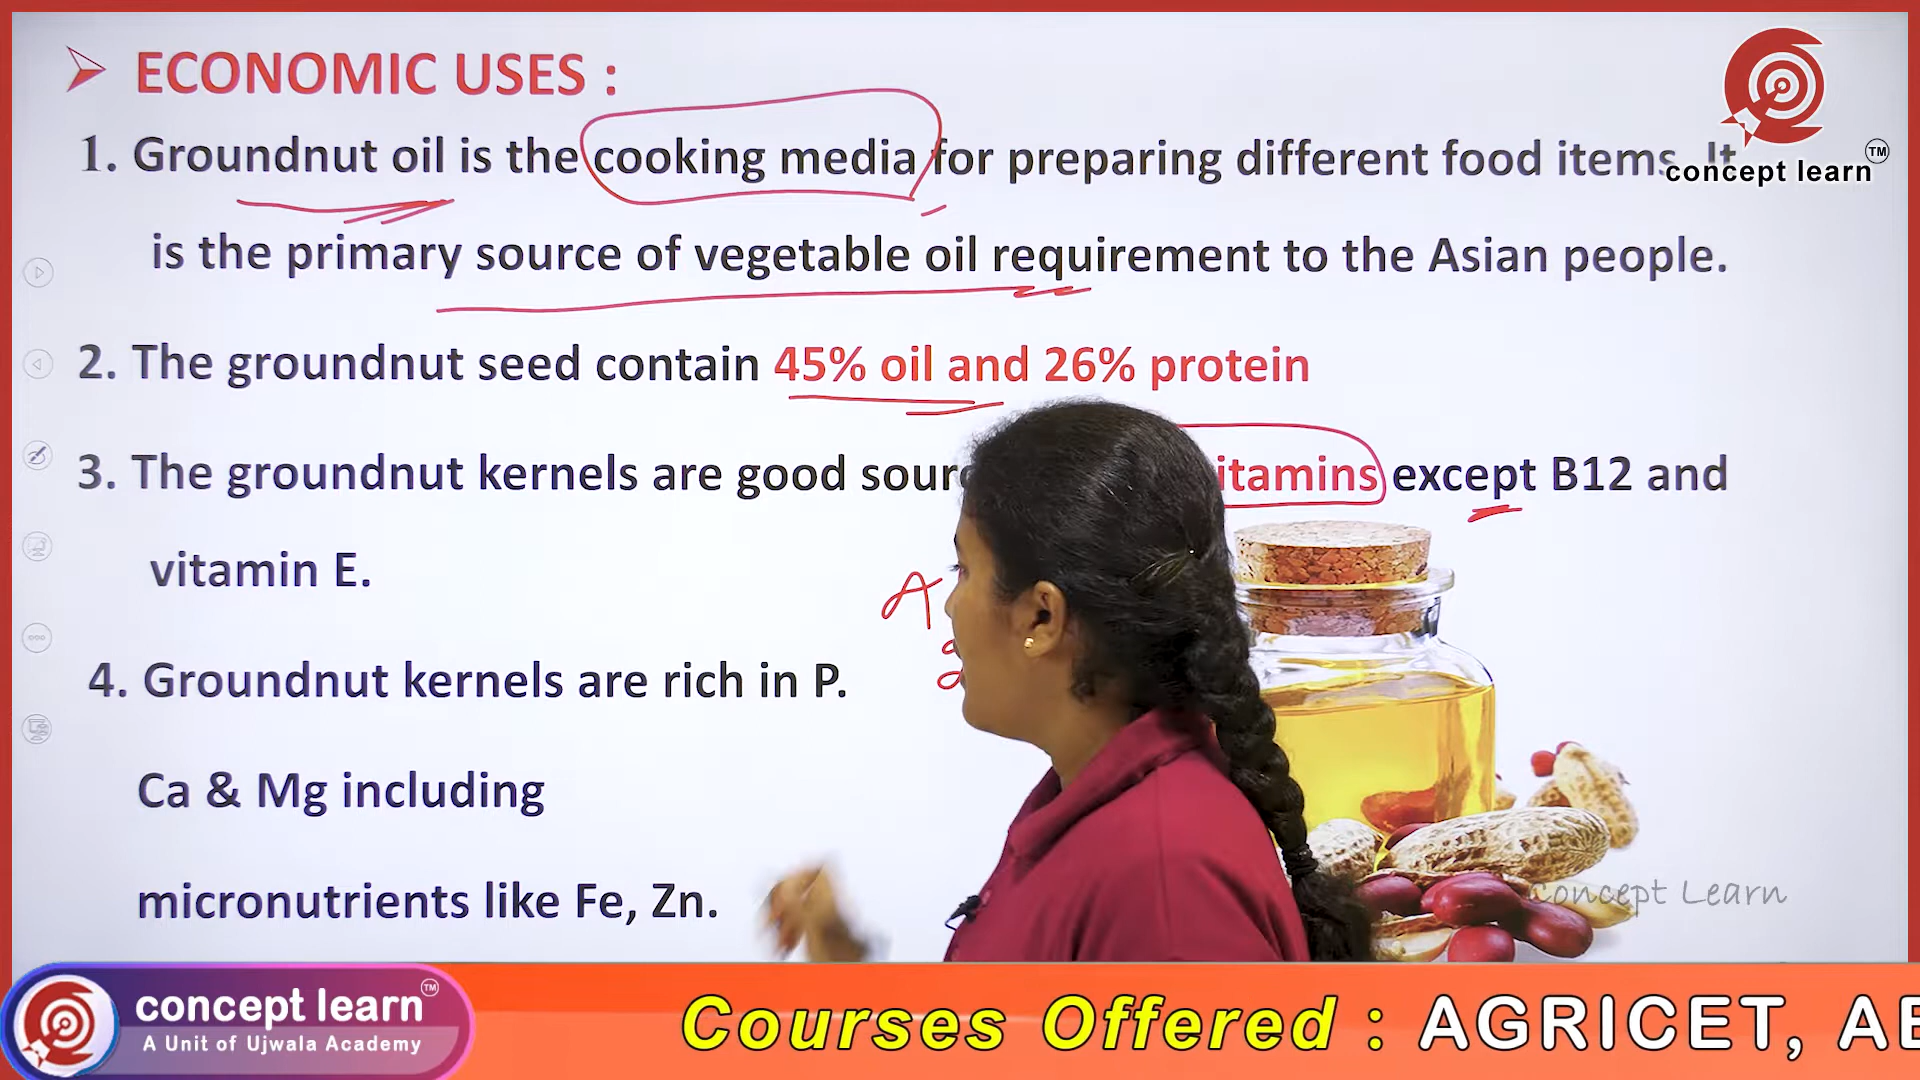 ECONOMIC USES :
1. Groundnut oil is the cooking media for preparing different food items. It
concept learn TM
is the primary source of vegetable oil requirement to the Asian people.
2. The groundnut seed contain 45% oil and 26% protein
3. The groundnut kernels are good itamins except B12 and
vitamin E.
A
4. Groundnut kernels are rich in P.
Ca & Mg including
micronutrients like Fe, Zn.
Concept Learn
concept learn TM
A Unit of Ujwala Academy
Courses Offered : AGRICET,